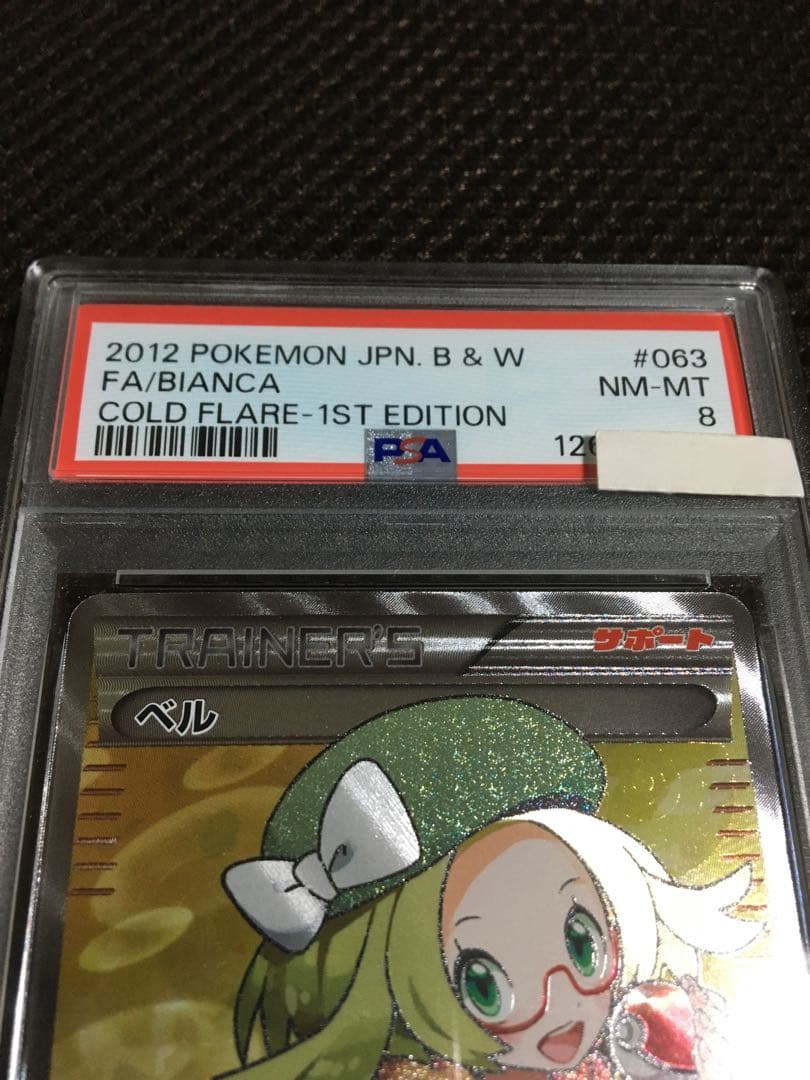 2012 POKEMON JPN. B & W #063
FA/BIANCA NM-MT
COLD FLARE-1ST EDITION 8
PSA
TRAINER'S サポート
ベル